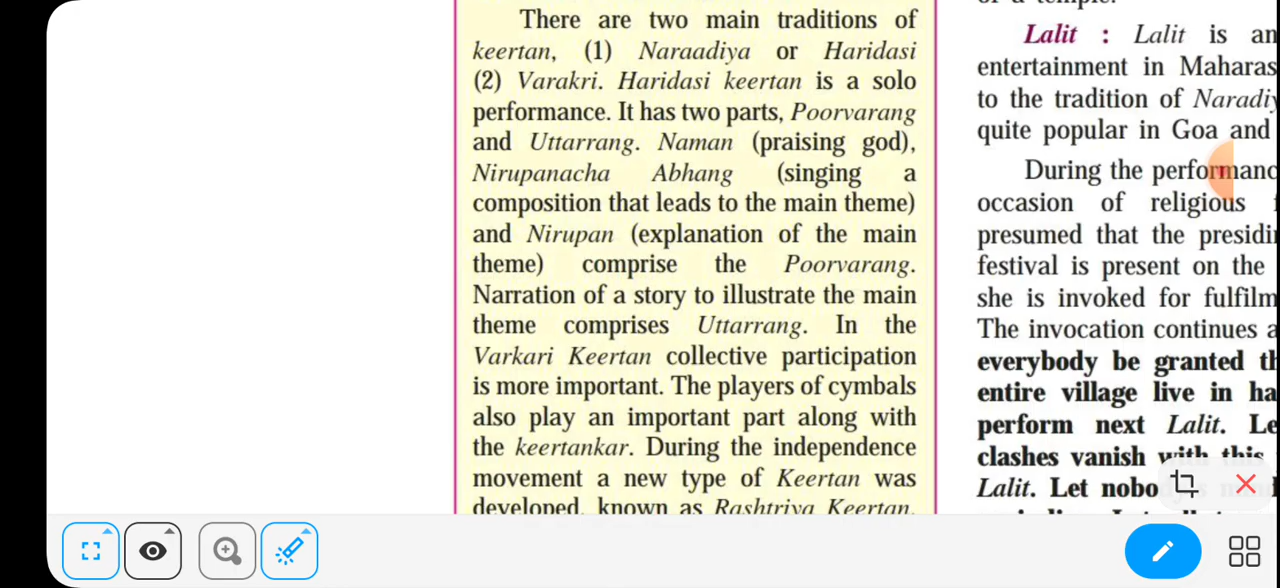 There are two main traditions of
keertan, (1) Naraadiya or Haridasi
(2) Varakri. Haridasi keertan is a solo
performance. It has two parts, Poorvarang
and Uttarrang. Naman (praising god),
Nirupanacha Abhang (singing a
composition that leads to the main theme)
and Nirupan (explanation of the main
theme) comprise the Poorvarang.
Narration of a story to illustrate the main
theme comprises Uttarrang. In the
Varkari Keertan collective participation
is more important. The players of cymbals
also play an important part along with
the keertankar. During the independence
movement a new type of Keertan was
developed, known as Rashtriya Keertan.
Lalit : Lalit is an
entertainment in
to the tradition of
quite popular in Goa and
During the
occasion of religious
presumed that the
festival is present on the
she is invoked for
The invocation continues
everybody be granted
entire village live in
perform next Lalit.
clashes vanish with this
Lalit. Let